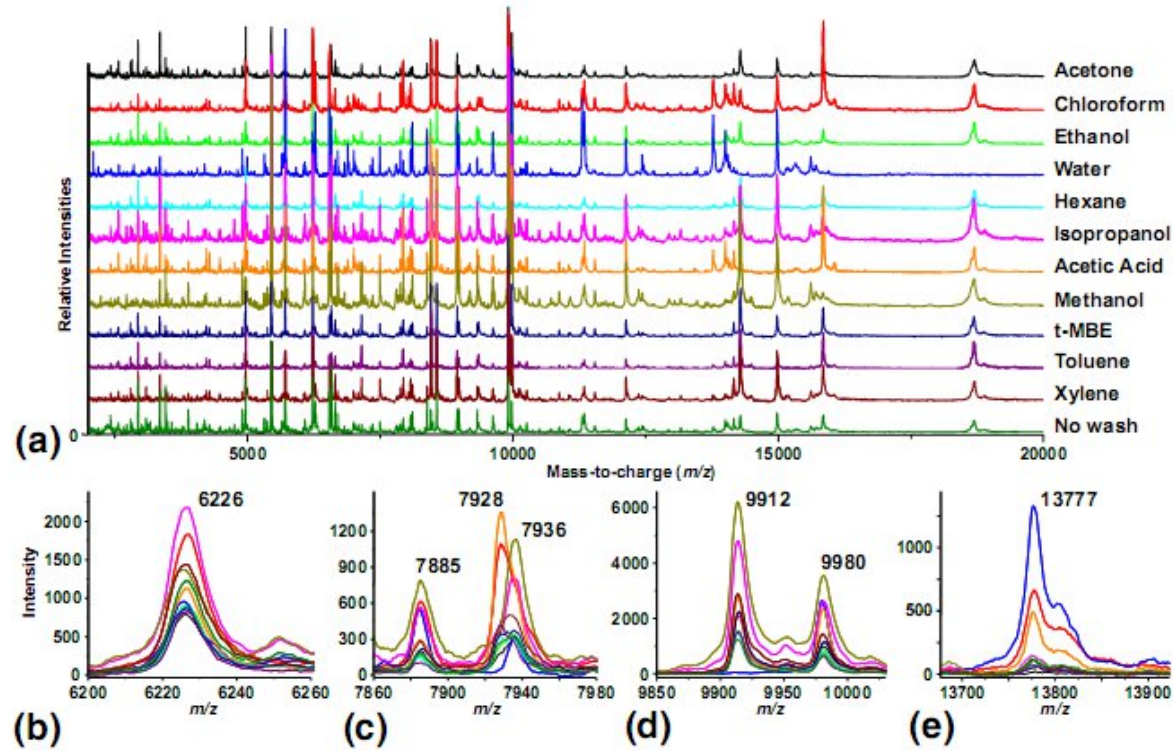 Acetone
Chloroform
Ethanol
Water
Hexane
Isopropanol
Acetic Acid
Methanol
t-MBE
Toluene
Xylene
No wash
Relative Intensities
0
5000
10000
15000
20000
Mass-to-charge (m/z)
(a)
6226
2000
1500
1000
500
0
Intensity
6200
6220
6240
6260
m/z
(b)
7928
7936
7885
1200
900
600
300
0
7860
7900
7940
7980
m/z
(c)
9912
9980
6000
4000
2000
0
9850
9900
9950
10000
m/z
(d)
13777
1000
500
0
13700
13800
13900
m/z
(e)